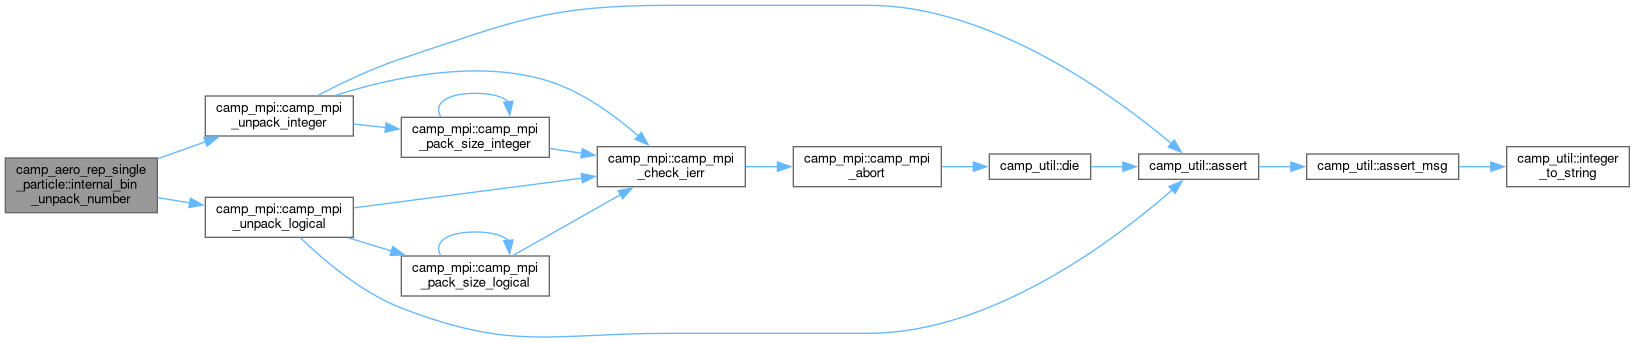 camp_aero_rep_single
_particle::internal_bin
_unpack_number
camp_mpi::camp_mpi
_unpack_integer
camp_mpi::camp_mpi
_unpack_logical
camp_mpi::camp_mpi
_pack_size_integer
camp_mpi::camp_mpi
_pack_size_logical
camp_mpi::camp_mpi
_check_ierr
camp_mpi::camp_mpi
_abort
camp_util::die
camp_util::assert
camp_util::assert_msg
camp_util::integer
_to_string